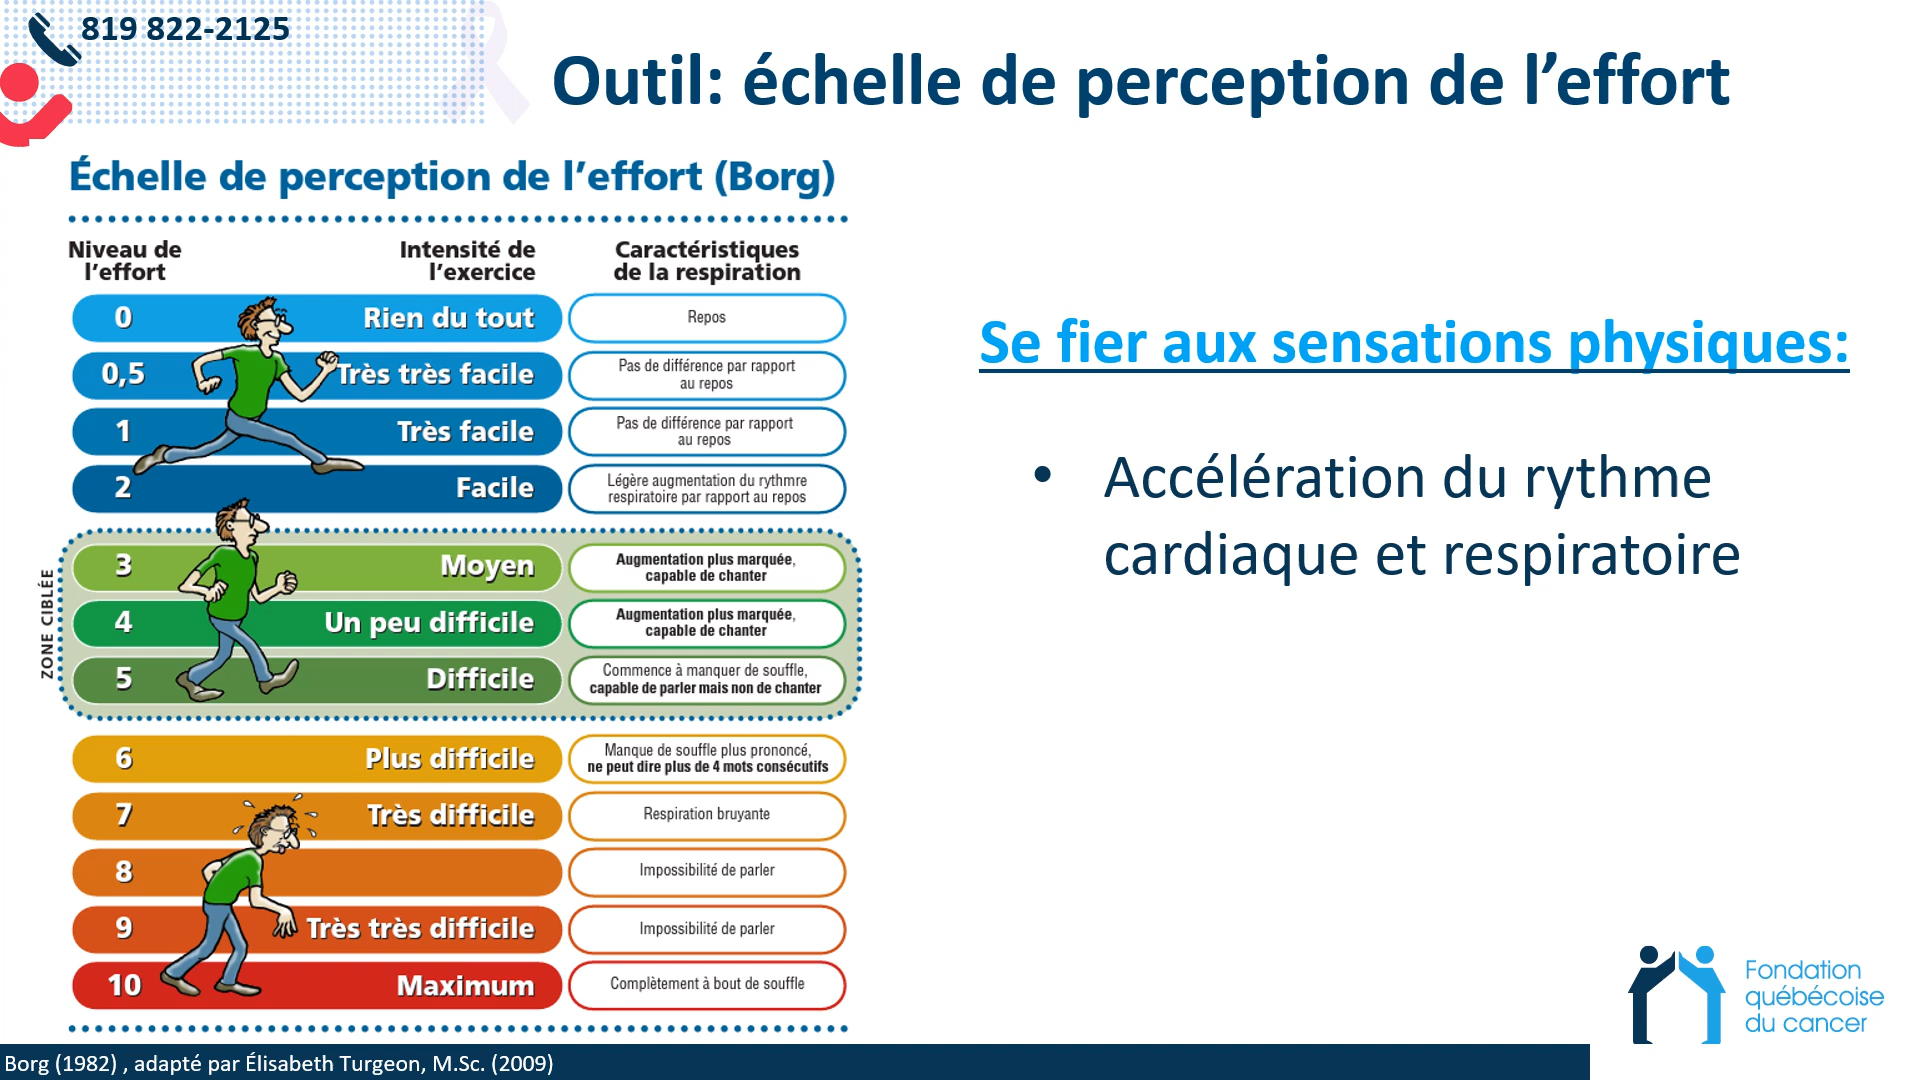 819 822-2125
Outil: échelle de perception de l’effort
Échelle de perception de l’effort (Borg)
Niveau de
l’effort
Intensité de
l’exercice
Caractéristiques
de la respiration
0 Rien du tout
Repos
0,5 Très très facile
Pas de différence par rapport
au repos
1 Très facile
Pas de différence par rapport
au repos
2 Facile
Légère augmentation du rythmre
respiratoire par rapport au repos
ZONE CIBLÉE
3 Moyen
Augmentation plus marquée,
capable de chanter
4 Un peu difficile
Augmentation plus marquée,
capable de chanter
5 Difficile
Commence à manquer de souffle,
capable de parler mais non de chanter
6 Plus difficile
Manque de souffle plus prononcé,
ne peut dire plus de 4 mots consécutifs
7 Très difficile
Respiration bruyante
8
Impossibilité de parler
9 Très très difficile
Impossibilité de parler
10 Maximum
Complètement à bout de souffle
Se fier aux sensations physiques:
• Accélération du rythme
cardiaque et respiratoire
Fondation
québécoise
du cancer
Borg (1982) , adapté par Élisabeth Turgeon, M.Sc. (2009)